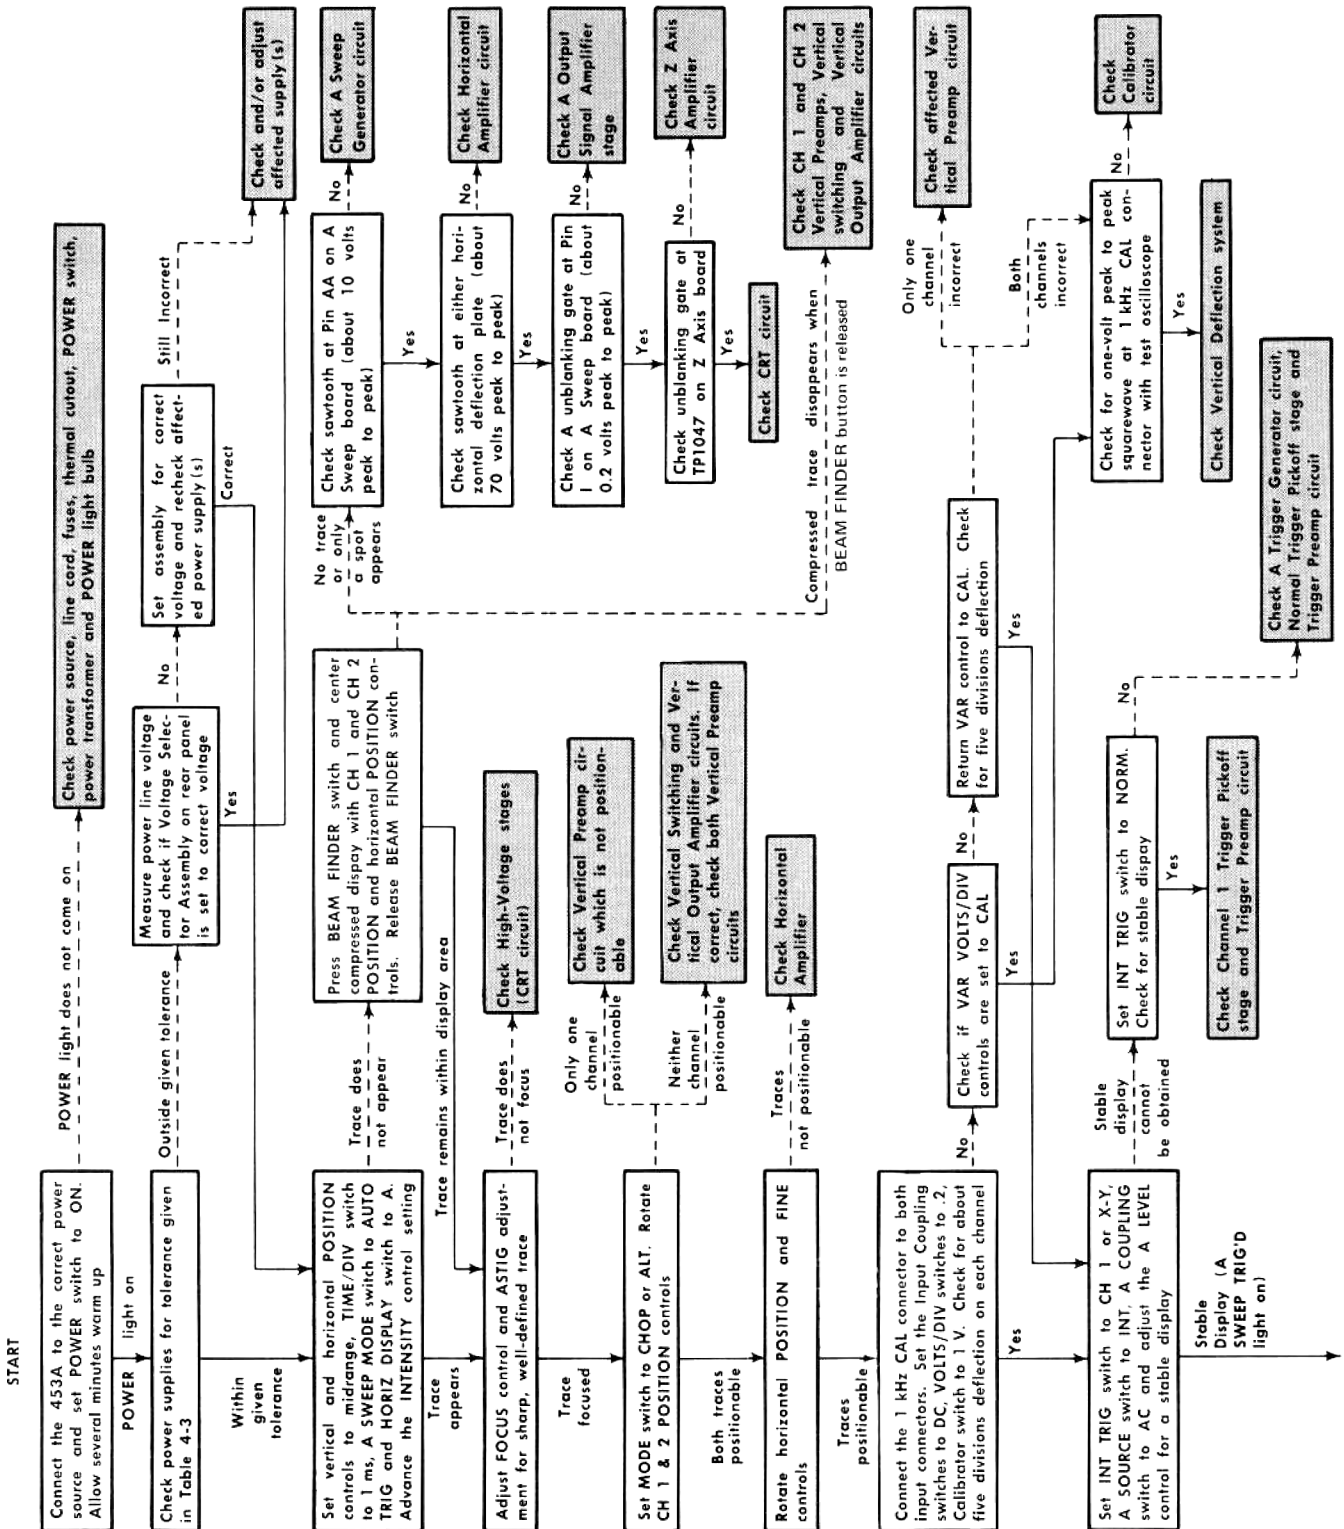 START
Connect the 453A to the correct power
source and set POWER switch to ON.
Allow several minutes warm up
POWER light does not come on
Check power source, line cord, fuses, thermal cutout, POWER switch,
power transformer and POWER light bulb
POWER light on
Check power supplies for tolerance given
in Table 4-3
Outside given tolerance
Measure power line voltage
and check if Voltage Selec-
tor Assembly on rear panel
is set to correct voltage
No
Set assembly for correct
voltage and recheck affect-
ed power supply(s)
Still Incorrect
Check and/or adjust
affected supply(s)
Yes
Correct
Within
given
tolerance
Set vertical and horizontal POSITION
controls to midrange, TIME/DIV switch
to 1 ms, A SWEEP MODE switch to AUTO
TRIG and HORIZ DISPLAY switch to A.
Advance the INTENSITY control setting
Trace does
not appear
Press BEAM FINDER switch and center
compressed dispay with CH 1 and CH 2
POSITION and horizontal POSITION con-
trols. Release BEAM FINDER switch
No trace
or only
a spot
appears
Check sawtooth at Pin AA on A
Sweep board (about 10 volts
peak to peak)
No
Check A Sweep
Generator circuit
Yes
Check sawtooth at either hori-
zontal deflection plate (about
70 volts peak to peak)
No
Check Horizontal
Amplifier circuit
Yes
Check A unblanking gate at Pin
I on A Sweep board (about
0.2 volts peak to peak)
No
Check A Output
Signal Amplifier
stage
Yes
Check unblanking gate at
TP1047 on Z Axis board
No
Check Z Axis
Amplifier
circuit
Yes
Check CRT circuit
Compressed trace disappears when
BEAM FINDER button is released
Check CH 1 and CH 2
Vertical Preamps, Vertical
switching and Vertical
Output Amplifier circuits
Trace
appears
Trace remains within display area
Adjust FOCUS control and ASTIG adjust-
ment for sharp, well-defined trace
Trace does
not focus
Check High-Voltage stages
(CRT circuit)
Trace
focused
Set MODE switch to CHOP or ALT. Rotate
CH 1 & 2 POSITION controls
Only one
channel
positionable
Check Vertical Preamp cir-
cuit which is not position-
able
Neither
channel
positionable
Check Vertical Switching and Ver-
tical Output Amplifier circuits. If
correct, check both Vertical Preamp
circuits
Both traces
positionable
Rotate horizontal POSITION and FINE
controls
Traces
not positionable
Check Horizontal
Amplifier
Traces
positionable
Connect the 1 kHz CAL connector to both
input connectors. Set the Input Coupling
switches to DC, VOLTS/DIV switches to .2,
Calibrator switch to 1 V. Check for about
five divisions deflection on each channel
No
Check if VAR VOLTS/DIV
controls are set to CAL
No
Return VAR control to CAL. Check
for five divisions deflection
Only one
channel
incorrect
Check affected Ver-
tical Preamp circuit
Both
channels
incorrect
Yes
Yes
Yes
Check for one-valt peak to peak
squarewave at 1 kHz CAL con-
nector with test oscilloscope
No
Check
Calibrator
circuit
Yes
Check Vertical Deflection system
Set INT TRIG switch to CH 1 or X-Y,
A SOURCE switch to INT, A COUPLING
switch to AC and adjust the A LEVEL
control for a stable display
Stable
display
cannot
be obtained
Set INT TRIG switch to NORM.
Check for stable dispay
No
Check A Trigger Generator circuit,
Normal Trigger Pickoff stage and
Trigger Preamp circuit
Yes
Check Channel 1 Trigger Pickoff
stage and Trigger Preamp circuit
Stable
Display (A
SWEEP TRIG'D
light on)